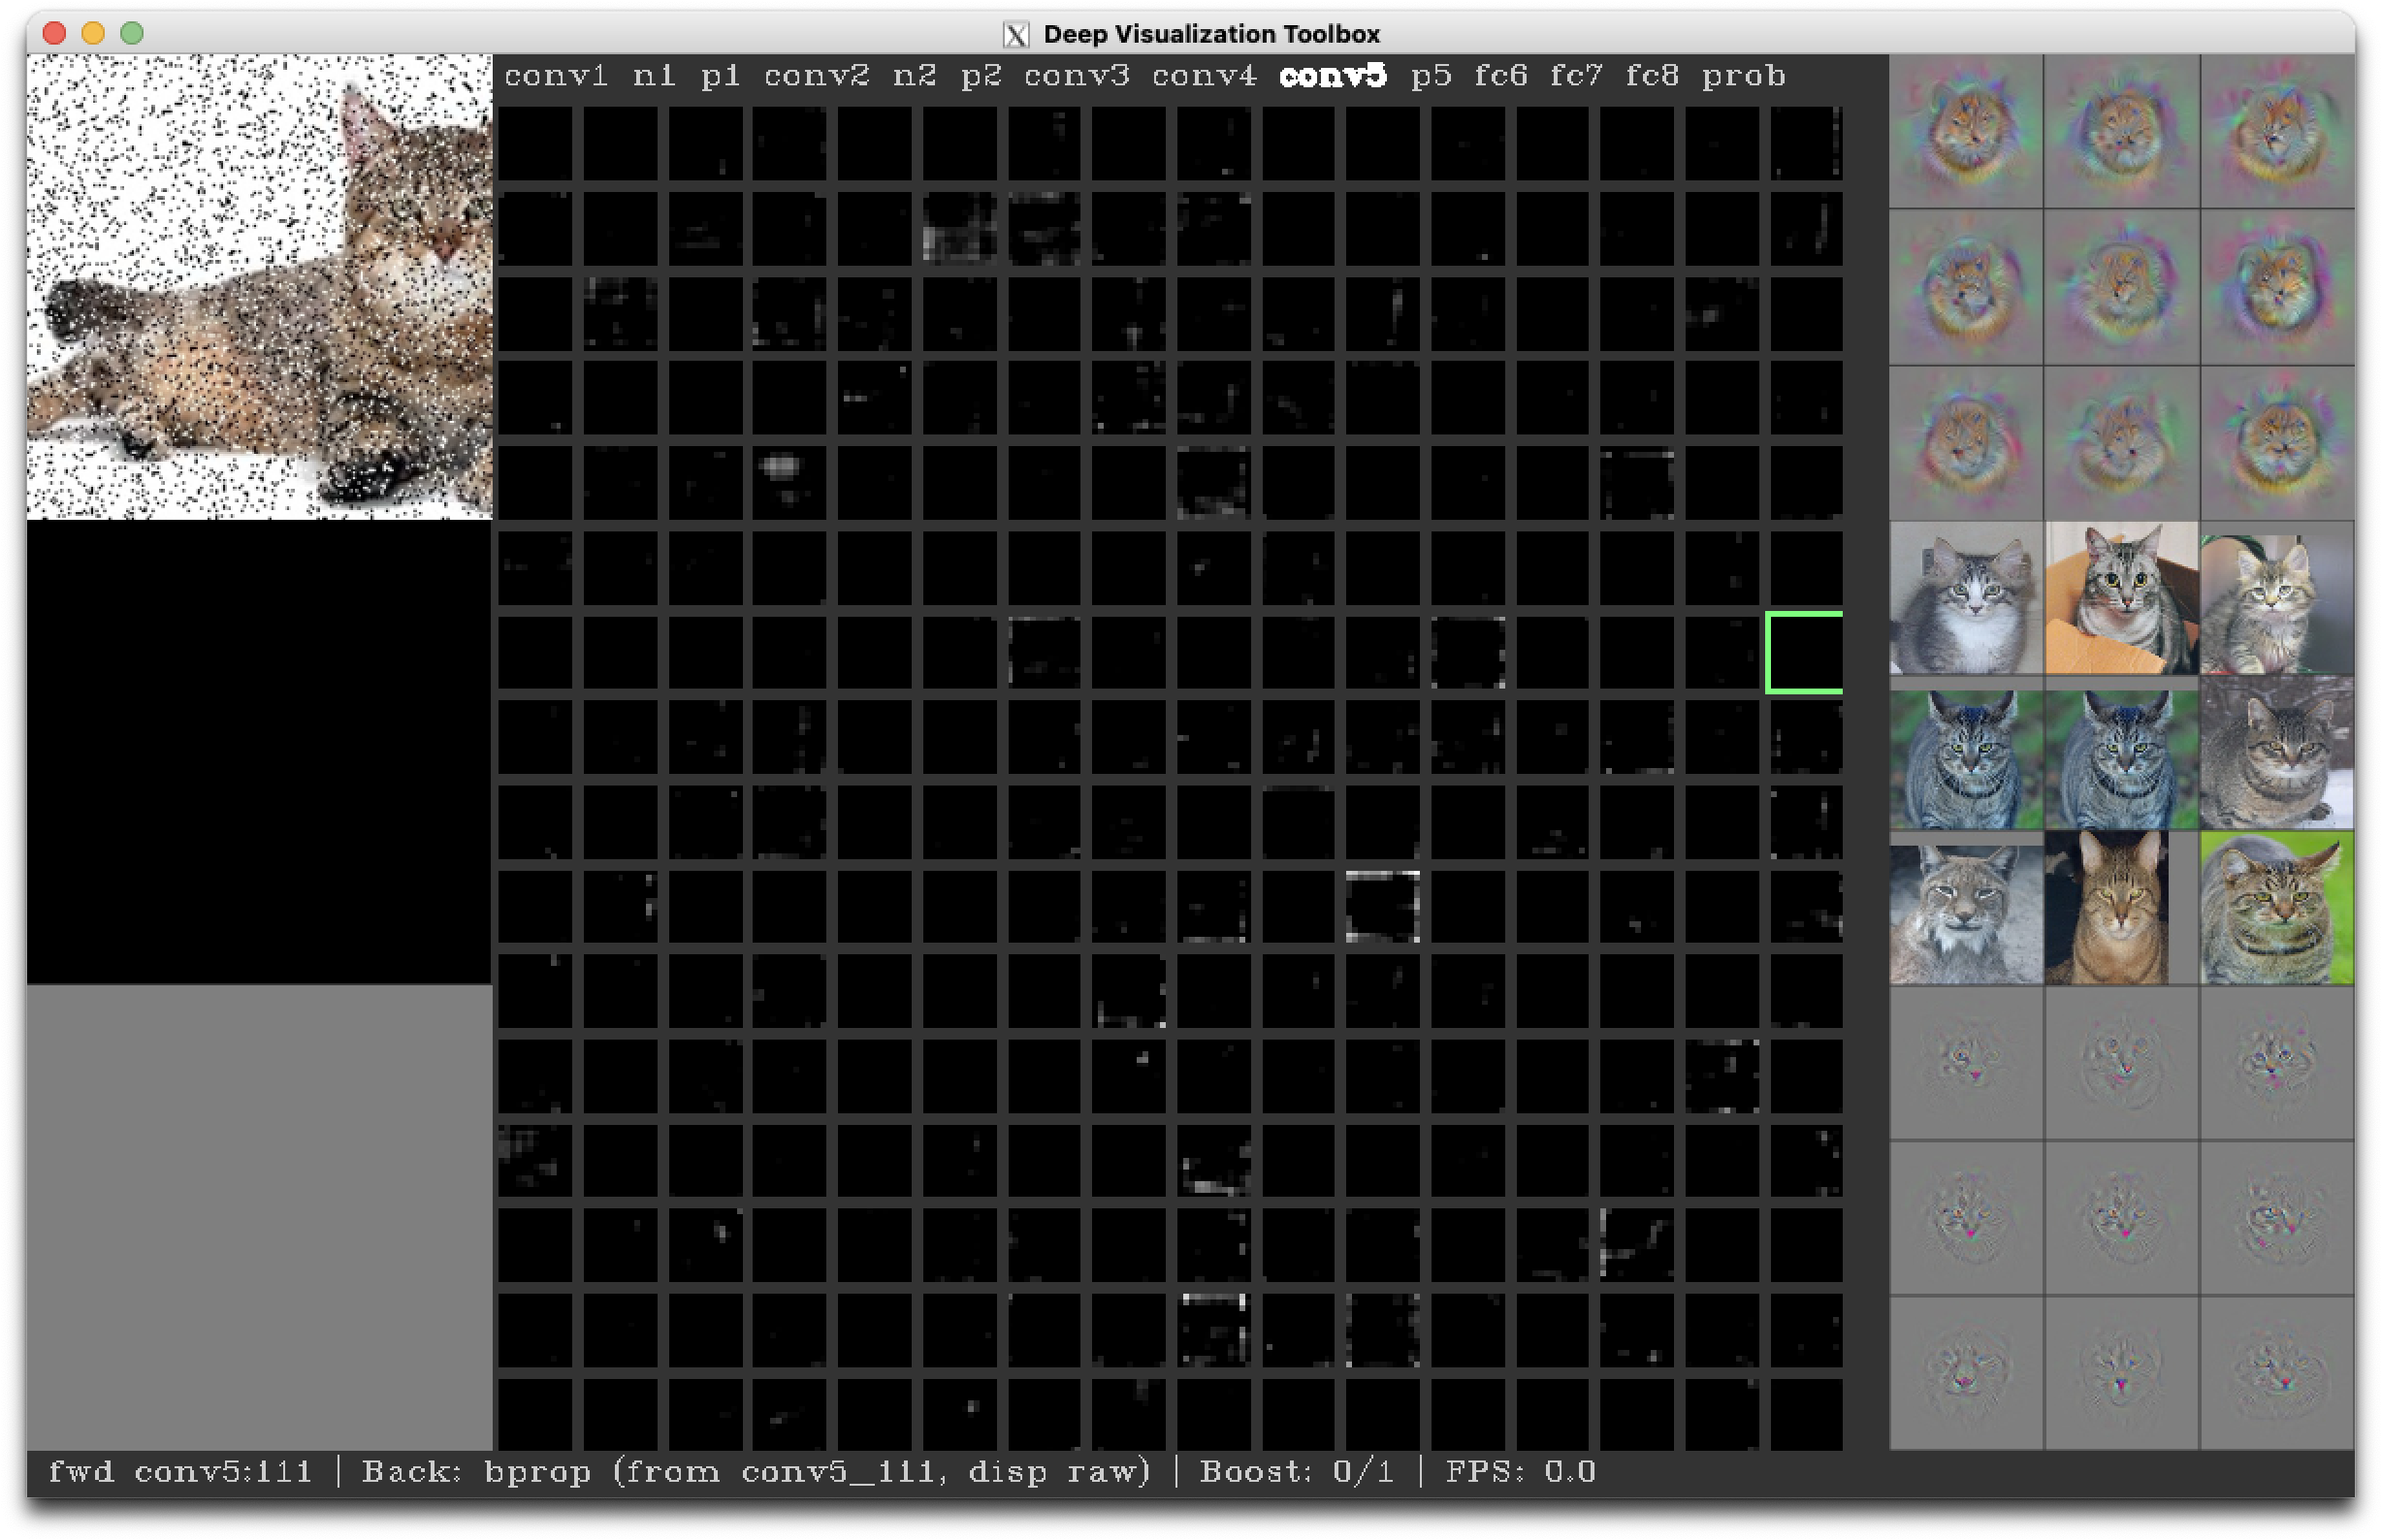 Deep Visualization Toolbox
conv1 n1 p1 conv2 n2 p2 conv3 conv4 conv5 p5 fc6 fc7 fc8 prob
fwd conv5:111 | Back: bprop (from conv5_111, disp raw) | Boost: 0/1 | FPS: 0.0